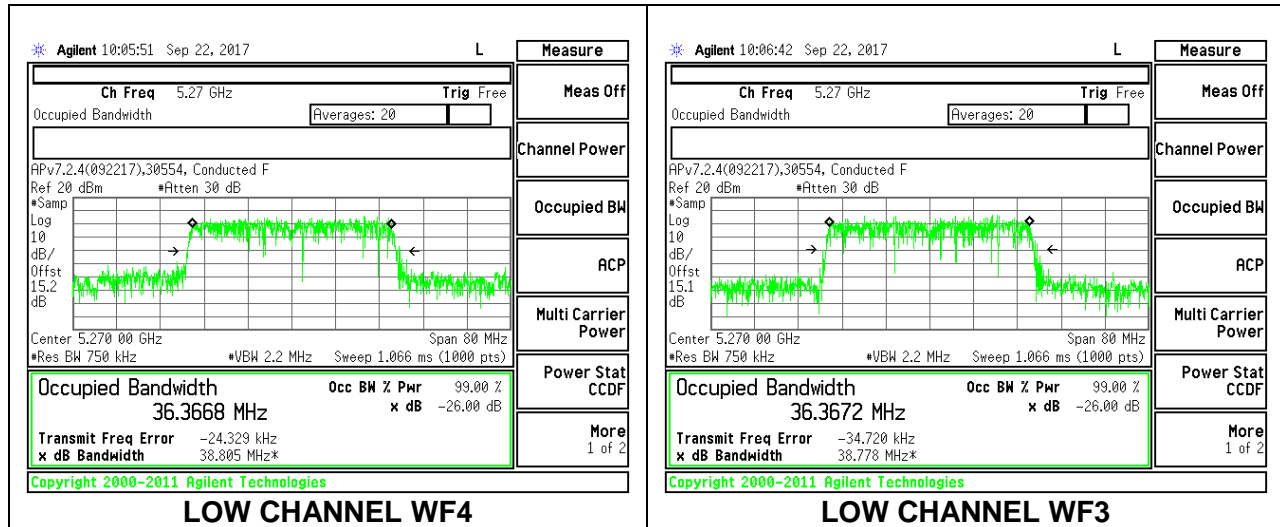 Agilent 10:05:51 Sep 22, 2017 L
Measure
Ch Freq 5.27 GHz Trig Free
Occupied Bandwidth Averages: 20
APv7.2.4(092217),30554, Conducted F
Ref 20 dBm #Atten 30 dB
#Samp
Log
10
dB/
Offst
15.2
dB
Center 5.270 00 GHz Span 80 MHz
#Res BW 750 kHz #VBW 2.2 MHz Sweep 1.066 ms (1000 pts)
Occupied Bandwidth Occ BW % Pwr 99.00 %
36.3668 MHz x dB -26.00 dB
Transmit Freq Error -24.329 kHz
x dB Bandwidth 38.805 MHz*
Copyright 2000-2011 Agilent Technologies
Meas Off
Channel Power
Occupied BW
ACP
Multi Carrier
Power
Power Stat
CCDF
More
1 of 2
LOW CHANNEL WF4
Agilent 10:06:42 Sep 22, 2017 L
Measure
Ch Freq 5.27 GHz Trig Free
Occupied Bandwidth Averages: 20
APv7.2.4(092217),30554, Conducted F
Ref 20 dBm #Atten 30 dB
#Samp
Log
10
dB/
Offst
15.1
dB
Center 5.270 00 GHz Span 80 MHz
#Res BW 750 kHz #VBW 2.2 MHz Sweep 1.066 ms (1000 pts)
Occupied Bandwidth Occ BW % Pwr 99.00 %
36.3672 MHz x dB -26.00 dB
Transmit Freq Error -34.720 kHz
x dB Bandwidth 38.778 MHz*
Copyright 2000-2011 Agilent Technologies
Meas Off
Channel Power
Occupied BW
ACP
Multi Carrier
Power
Power Stat
CCDF
More
1 of 2
LOW CHANNEL WF3